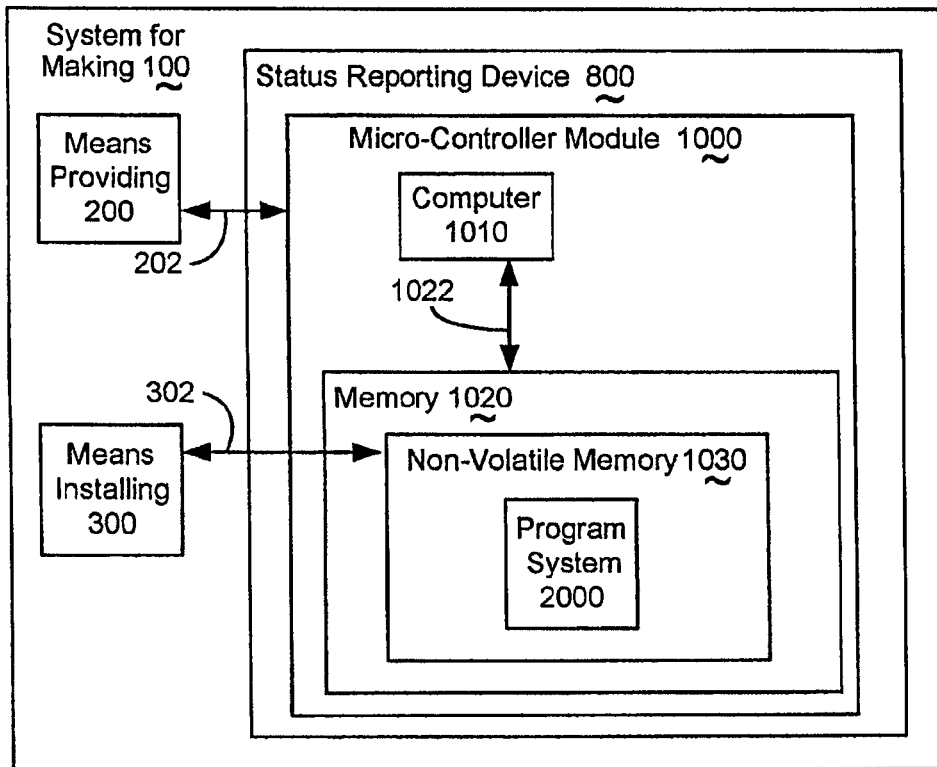 System for
Making 100
Status Reporting Device 800
Means
Providing
200
202
Micro-Controller Module 1000
Computer
1010
1022
302
Memory 1020
Means
Installing
300
Non-Volatile Memory 1030
Program
System
2000